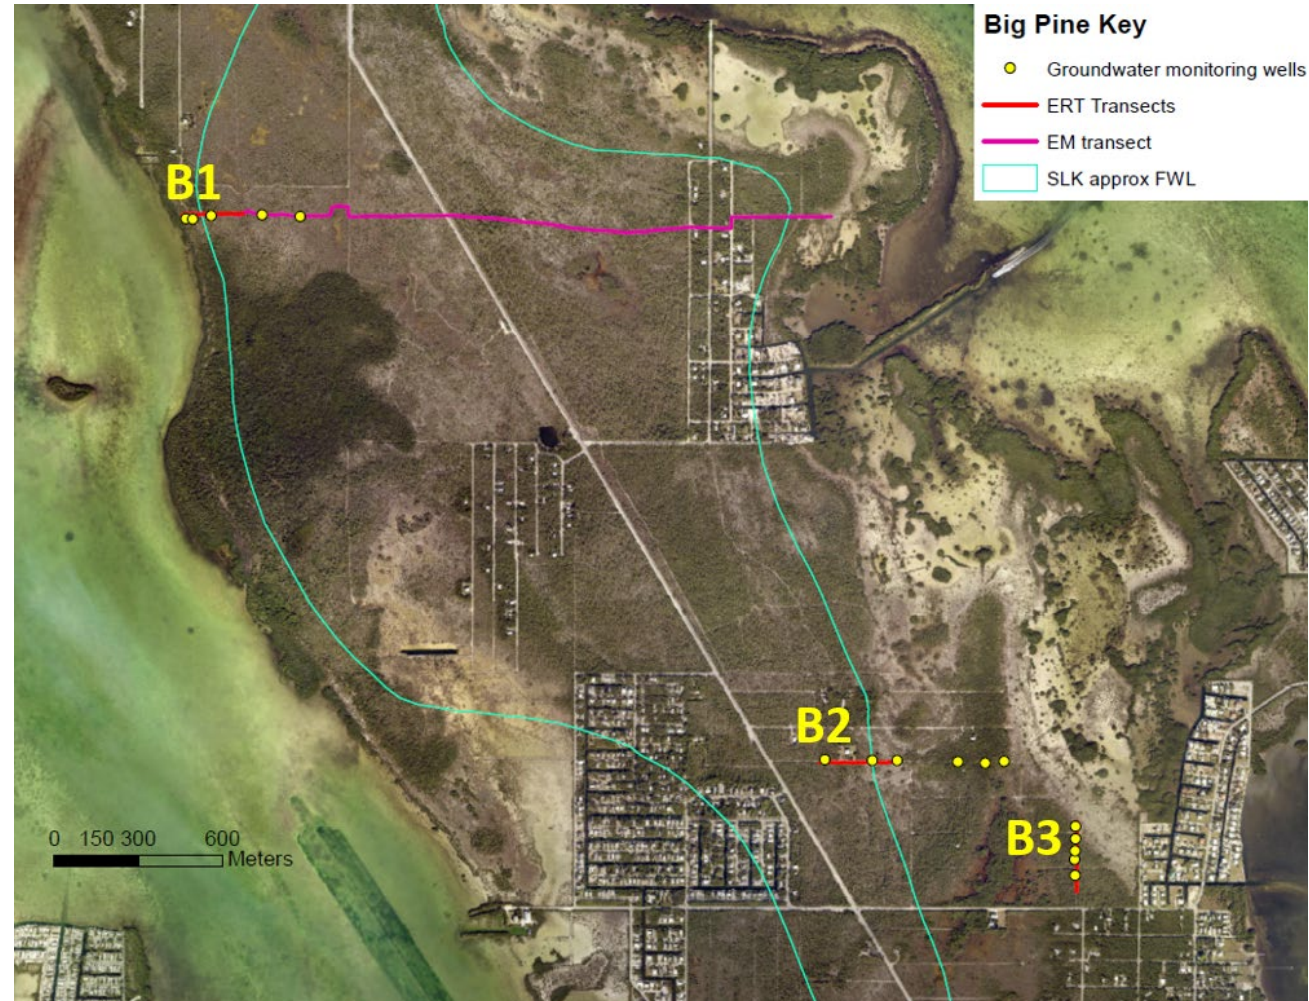 Big Pine Key
Groundwater monitoring wells
ERT Transects
EM transect
SLK approx FWL
B1
B2
B3
0 150 300 600
Meters